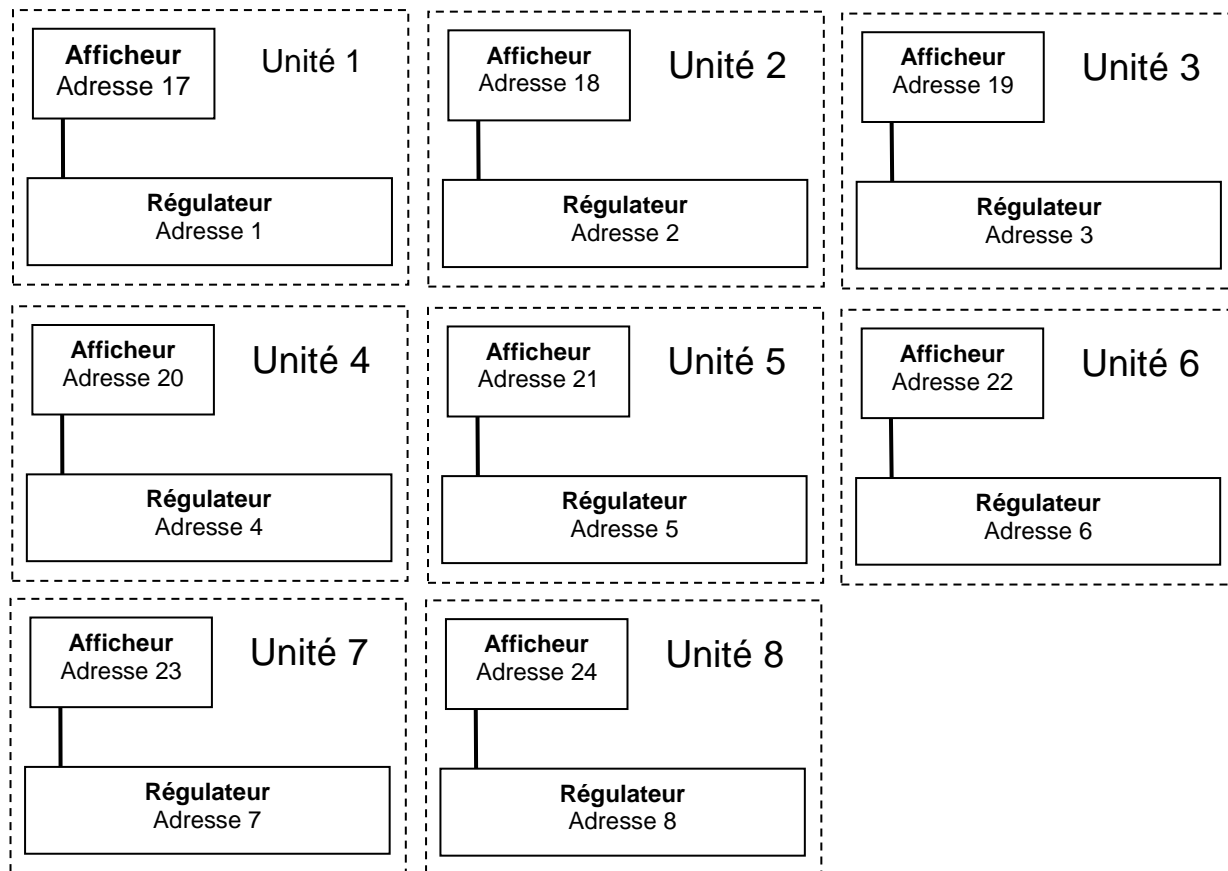 Afficheur
Adresse 17
Unité 1
Régulateur
Adresse 1
Afficheur
Adresse 18
Unité 2
Régulateur
Adresse 2
Afficheur
Adresse 19
Unité 3
Régulateur
Adresse 3
Afficheur
Adresse 20
Unité 4
Régulateur
Adresse 4
Afficheur
Adresse 21
Unité 5
Régulateur
Adresse 5
Afficheur
Adresse 22
Unité 6
Régulateur
Adresse 6
Afficheur
Adresse 23
Unité 7
Régulateur
Adresse 7
Afficheur
Adresse 24
Unité 8
Régulateur
Adresse 8